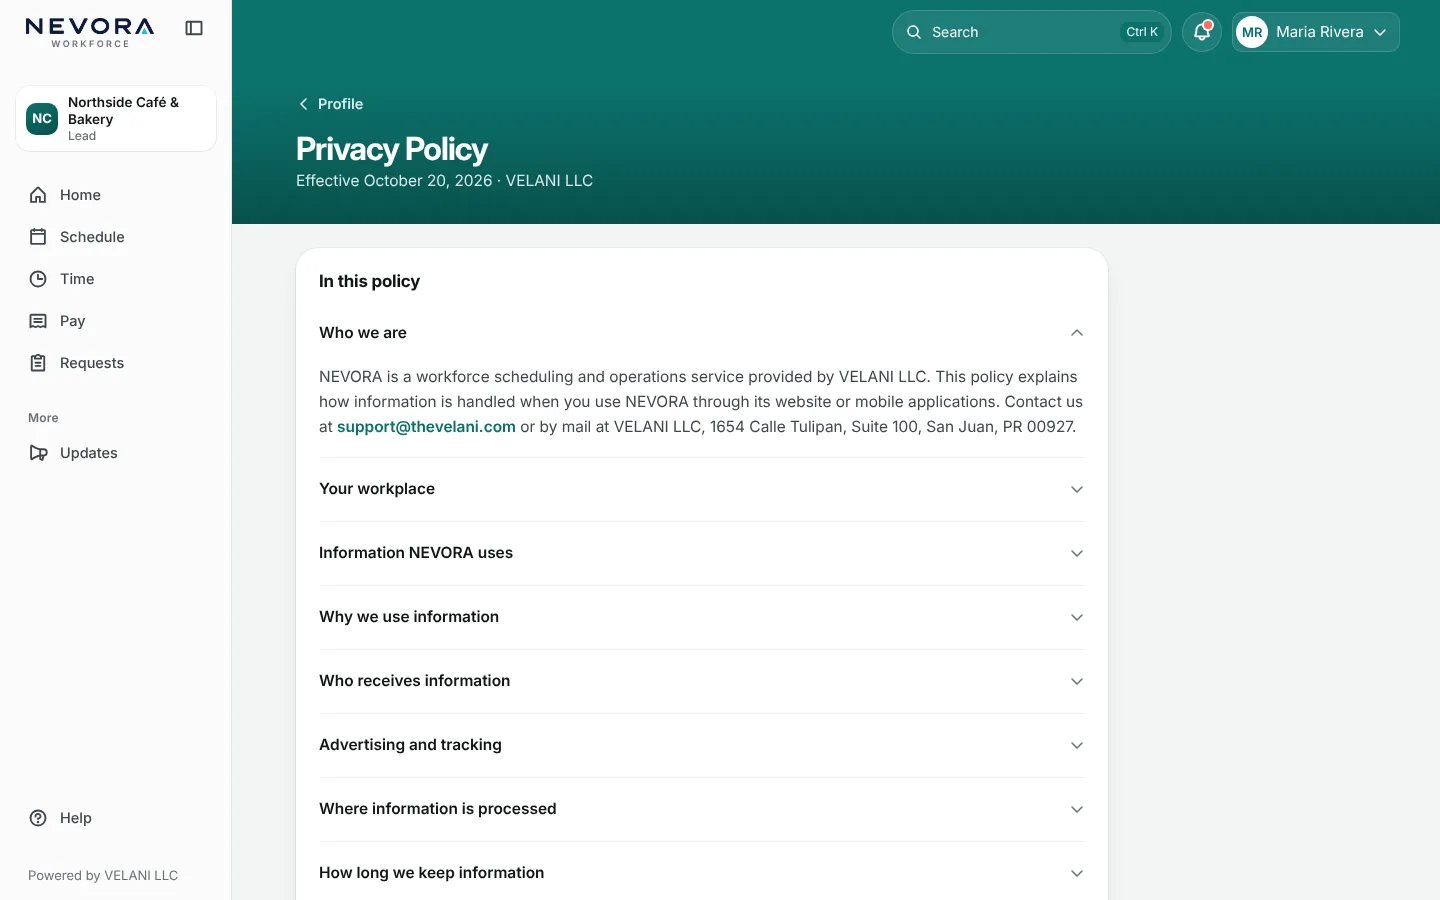 NEVORA
WORKFORCE
Search
Ctrl K
MR
Maria Rivera
NC
Northside Café &
Bakery
Lead
Home
Schedule
Time
Pay
Requests
More
Updates
Help
Powered by VELANI LLC
Profile
Privacy Policy
Effective October 20, 2026 · VELANI LLC
In this policy
Who we are
NEVORA is a workforce scheduling and operations service provided by VELANI LLC. This policy explains
how information is handled when you use NEVORA through its website or mobile applications. Contact us
at support@thevelani.com or by mail at VELANI LLC, 1654 Calle Tulipan, Suite 100, San Juan, PR 00927.
Your workplace
Information NEVORA uses
Why we use information
Who receives information
Advertising and tracking
Where information is processed
How long we keep information